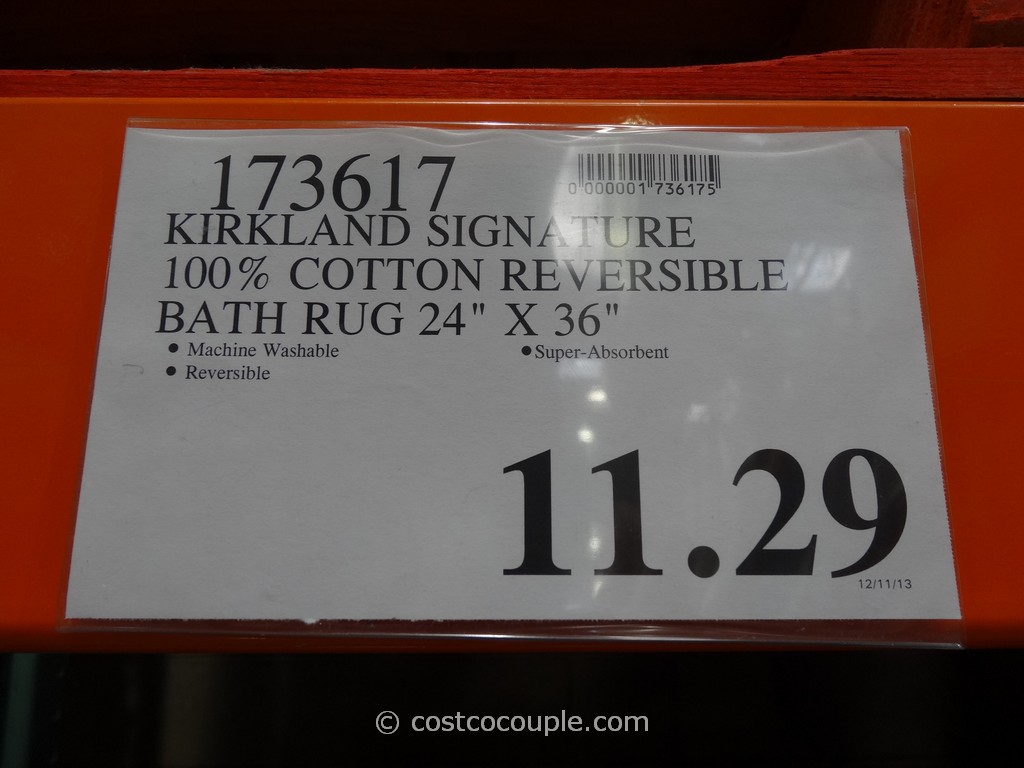 173617
0 000001 736175
KIRKLAND SIGNATURE
100% COTTON REVERSIBLE
BATH RUG 24" X 36"
• Machine Washable • Super-Absorbent
• Reversible
11.29
12/11/13
© costcocouple.com